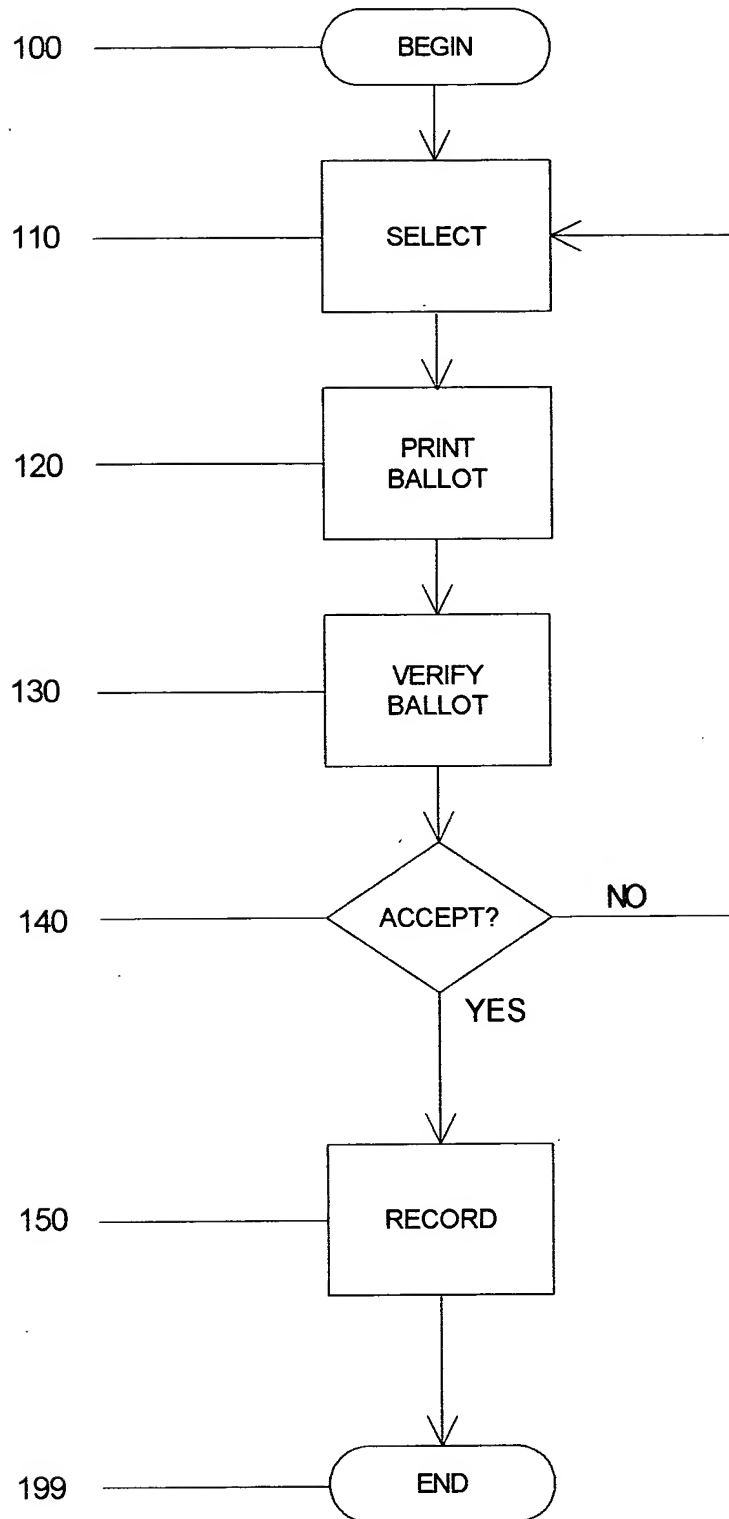 100 BEGIN
110 SELECT
120 PRINT
BALLOT
130 VERIFY
BALLOT
140 ACCEPT? NO
YES
150 RECORD
199 END